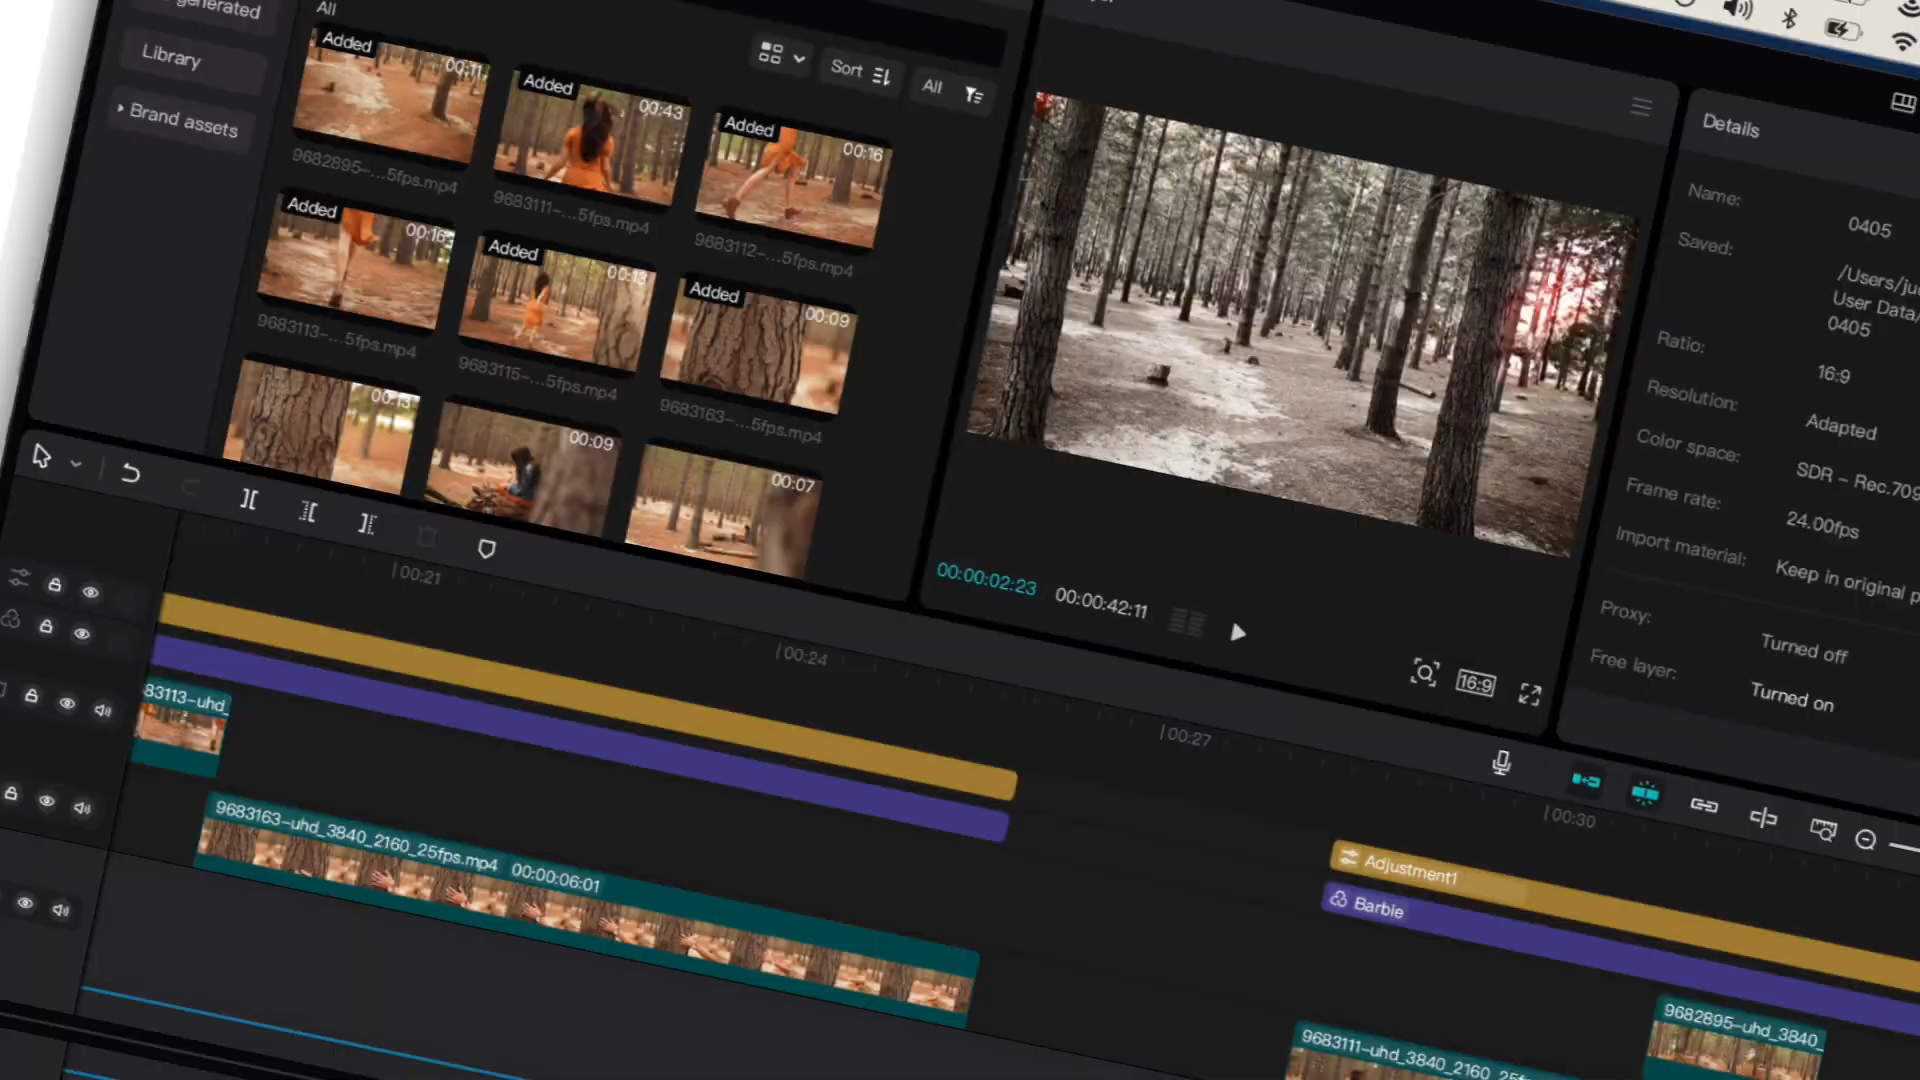 generated
Library
Brand assets
All
Sort
All
Added
00:11
9682895-...5fps.mp4
Added
00:43
9683111-...5fps.mp4
Added
00:16
9683112-...5fps.mp4
Added
00:16
9683113-...5fps.mp4
Added
00:13
9683115-...5fps.mp4
Added
00:09
9683163-...5fps.mp4
00:13
00:09
00:07
00:00:02:23
00:00:42:11
16:9
Details
Name:
0405
Saved:
/Users/ju
User Data/
0405
Ratio:
16:9
Resolution:
Adapted
Color space:
SDR – Rec.709
Frame rate:
24.00fps
Import material:
Keep in original p
Proxy:
Turned off
Free layer:
Turned on
00:21
00:24
00:27
00:30
83113-uhd_
9683163-uhd_3840_2160_25fps.mp4 00:00:06:01
Adjustment1
Barbie
9683111-uhd_3840_2160_25fp
9682895-uhd_3840_